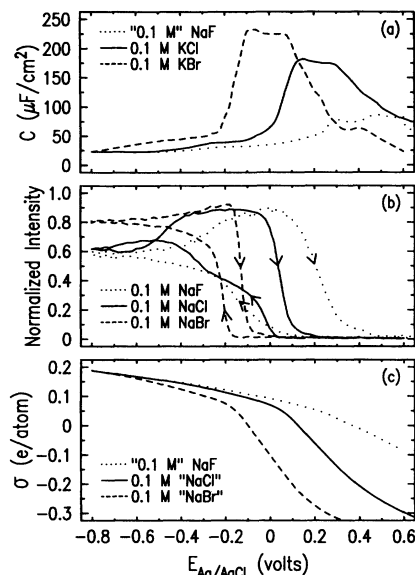 250
200
150
100
50
0
C (μF/cm²)
(a)
"0.1 M" NaF
0.1 M KCl
0.1 M KBr
1.0
0.8
0.6
0.4
0.2
0
Normalized Intensity
(b)
0.1 M NaF
0.1 M NaCl
0.1 M NaBr
0.2
0.1
0
-0.1
-0.2
-0.3
σ (e/atom)
(c)
"0.1 M" NaF
0.1 M "NaCl"
0.1 M "NaBr"
-0.8 -0.6 -0.4 -0.2 0 0.2 0.4 0.6
E Ag/AgCl (volts)